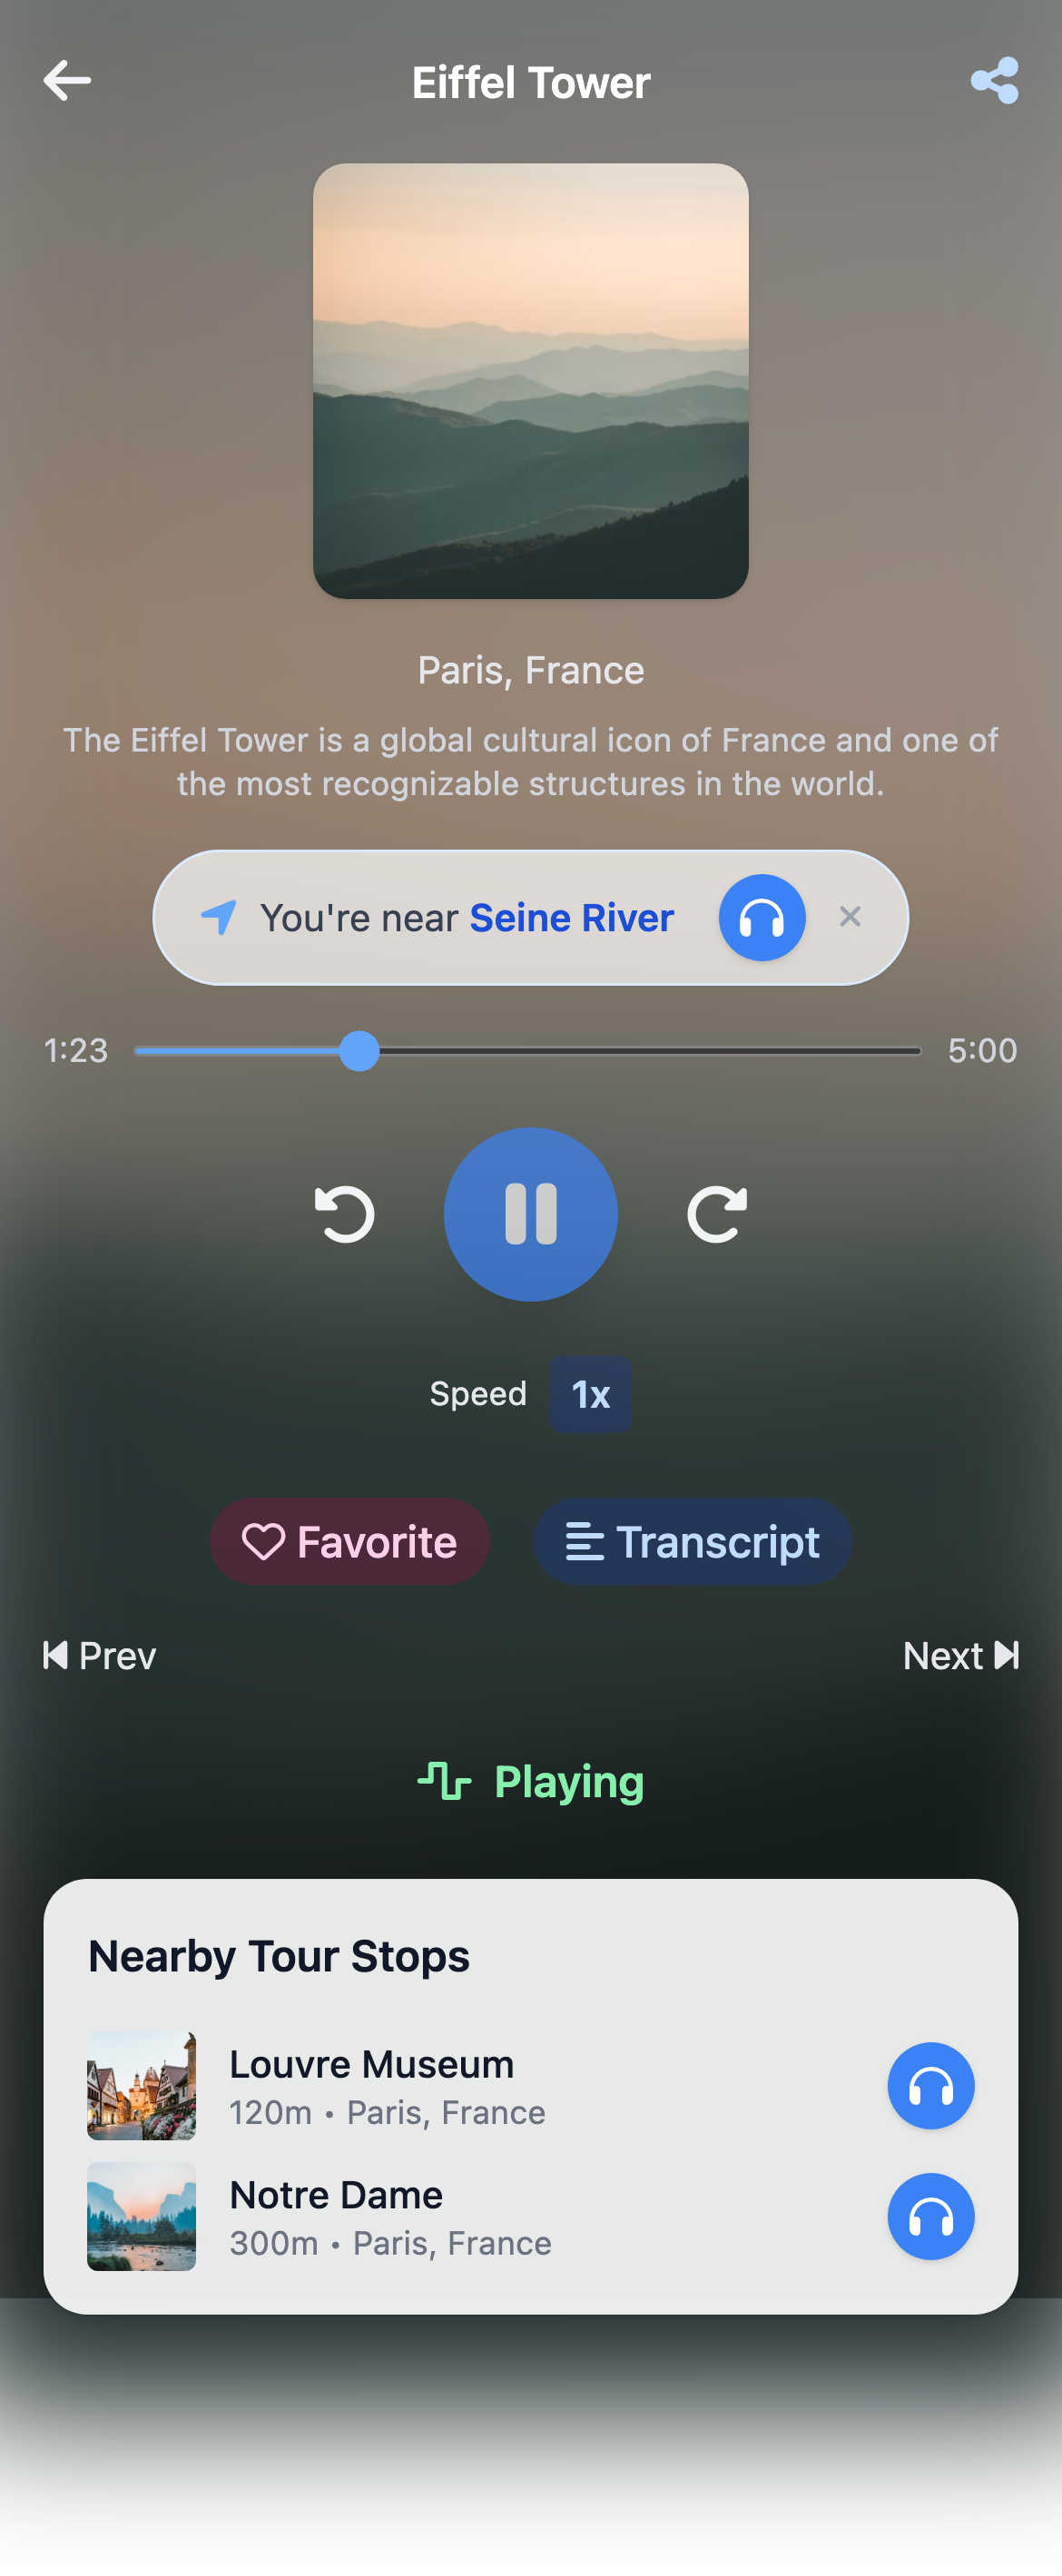 Eiffel Tower
Paris, France
The Eiffel Tower is a global cultural icon of France and one of
the most recognizable structures in the world.
You're near Seine River
1:23
5:00
Speed 1x
Favorite
Transcript
Prev
Next
Playing
Nearby Tour Stops
Louvre Museum
120m • Paris, France
Notre Dame
300m • Paris, France